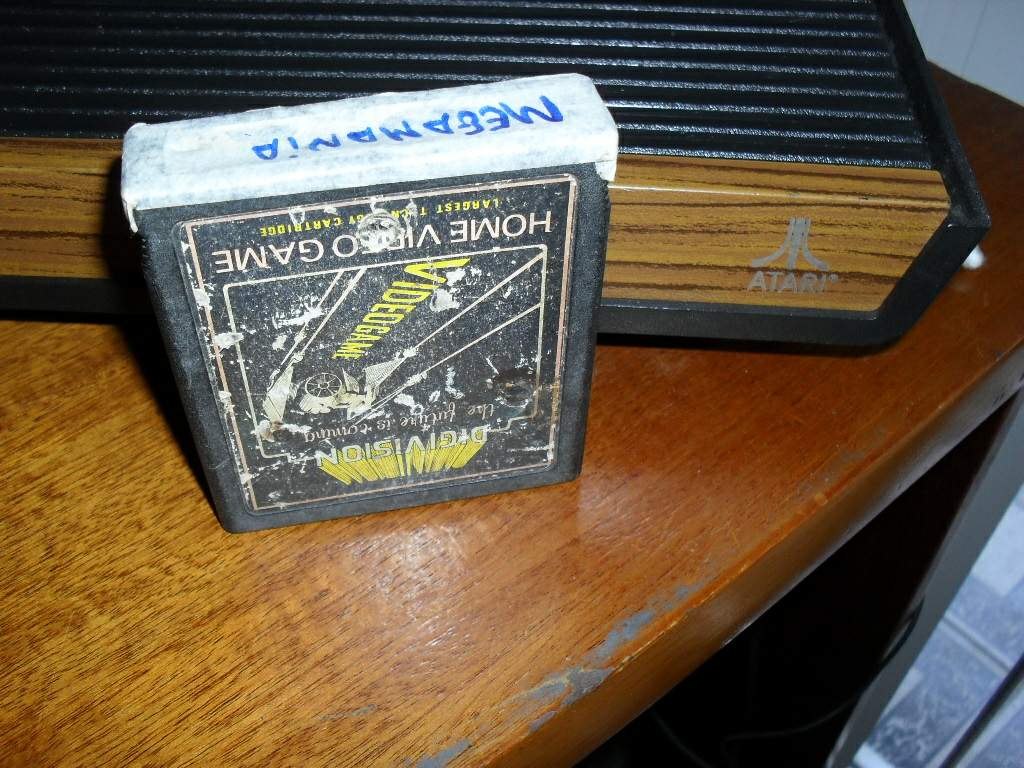 MEGAMANiA
DIGIVISION
the future is coming
VIDEOGAME
HOME VIDEO GAME
CARTRIDGE
LARGEST
ATARI®